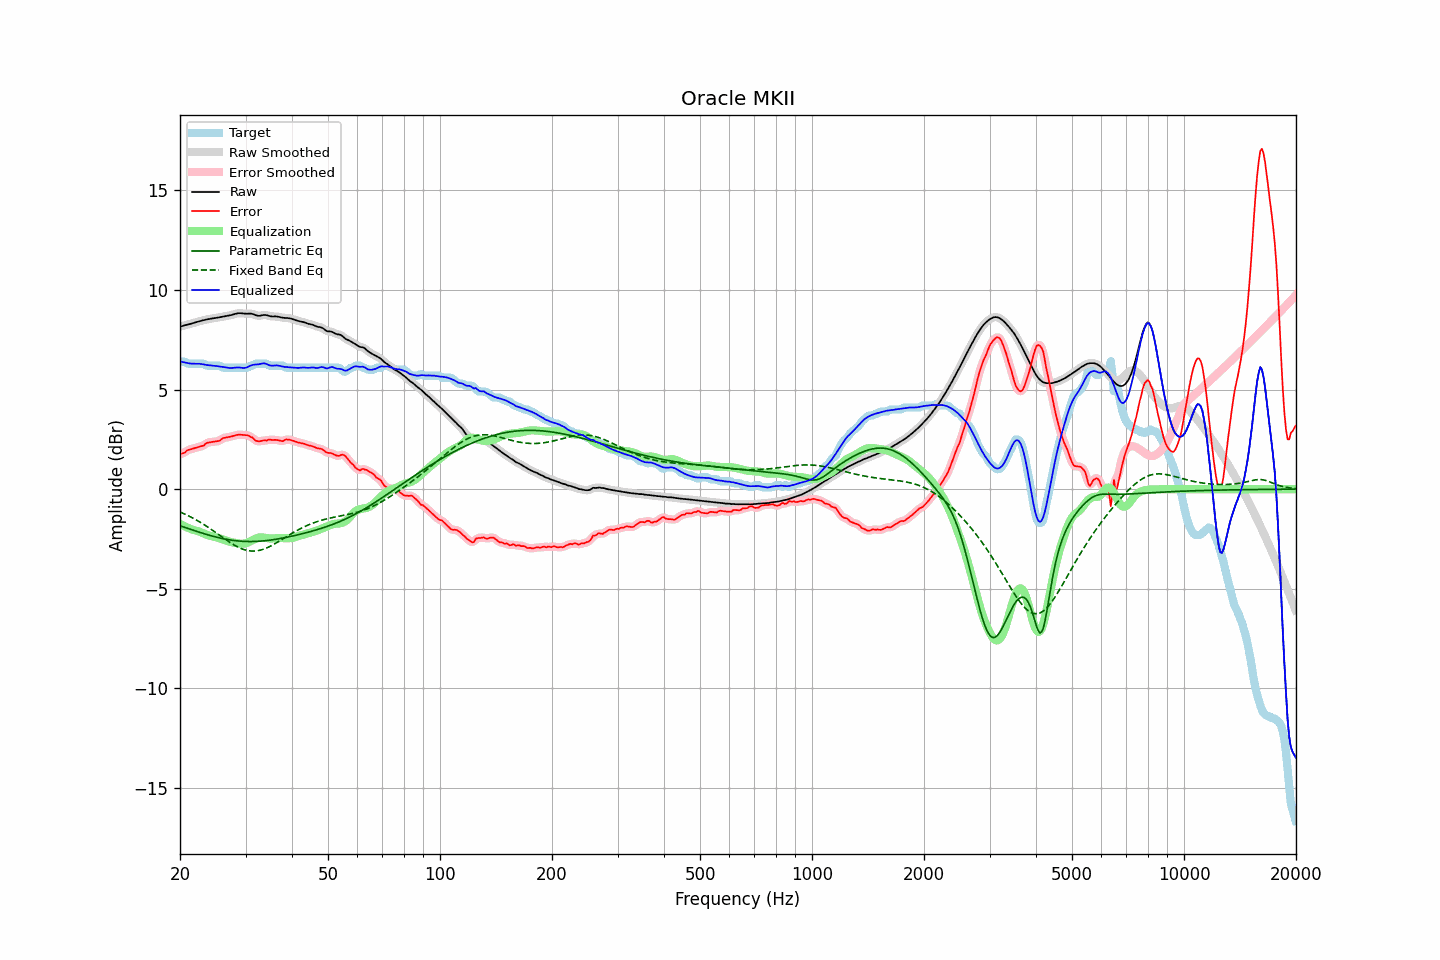 Oracle MKII
Target
Raw Smoothed
Error Smoothed
Raw
Error
Equalization
Parametric Eq
Fixed Band Eq
Equalized
Amplitude (dBr)
15
10
5
0
−5
−10
−15
20
50
100
200
500
1000
2000
5000
10000
20000
Frequency (Hz)